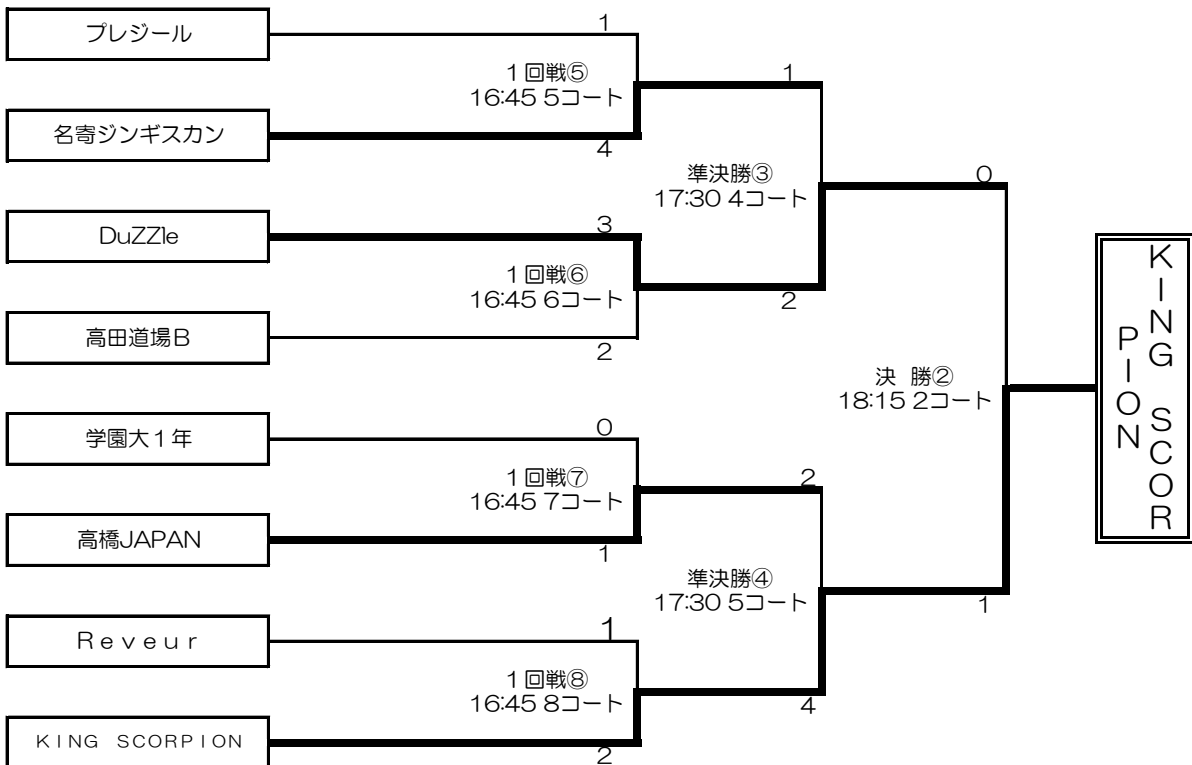 プレジール
1
1回戦⑤
16:45 5コート
1
名寄ジンギスカン
4
準決勝③
17:30 4コート
0
DuZZle
3
1回戦⑥
16:45 6コート
2
高田道場B
2
決 勝②
18:15 2コート
KING SCOR
PION
学園大1年
0
1回戦⑦
16:45 7コート
2
高橋JAPAN
1
準決勝④
17:30 5コート
1
Reveur
1
1回戦⑧
16:45 8コート
4
KING SCORPION
2